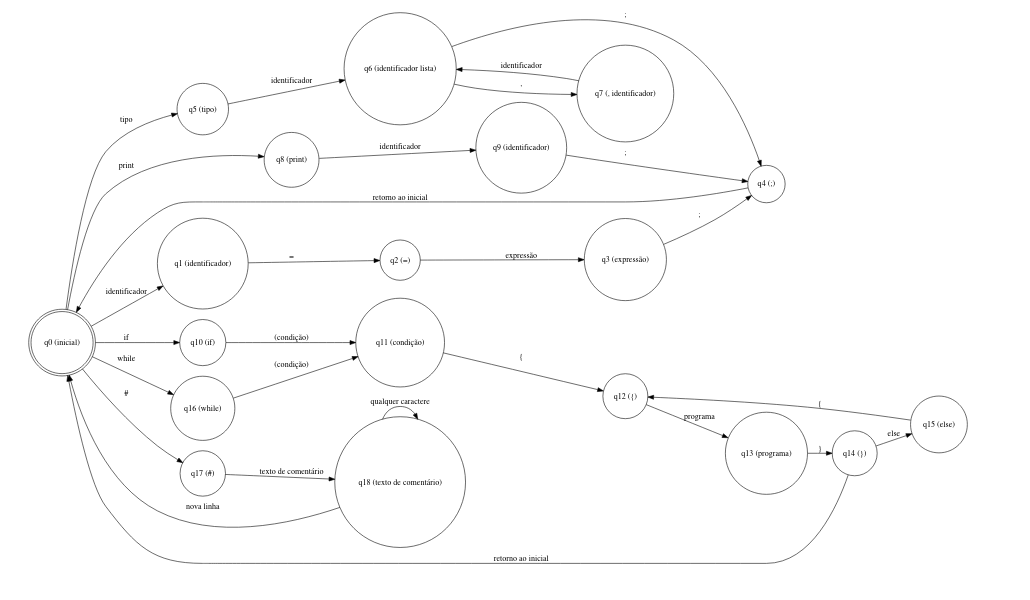 ;
q6 (identificador lista)
identificador
identificador
,
q7 (, identificador)
q5 (tipo)
tipo
print
q8 (print)
identificador
q9 (identificador)
;
q4 (;)
retorno ao inicial
;
q1 (identificador)
=
q2 (=)
expressão
q3 (expressão)
identificador
q0 (inicial)
if
q10 (if)
(condição)
q11 (condição)
while
(condição)
{
#
q16 (while)
qualquer caractere
q12 ({)
{
programa
q15 (else)
else
q13 (programa)
}
q14 (})
q17 (#)
texto de comentário
q18 (texto de comentário)
nova linha
retorno ao inicial